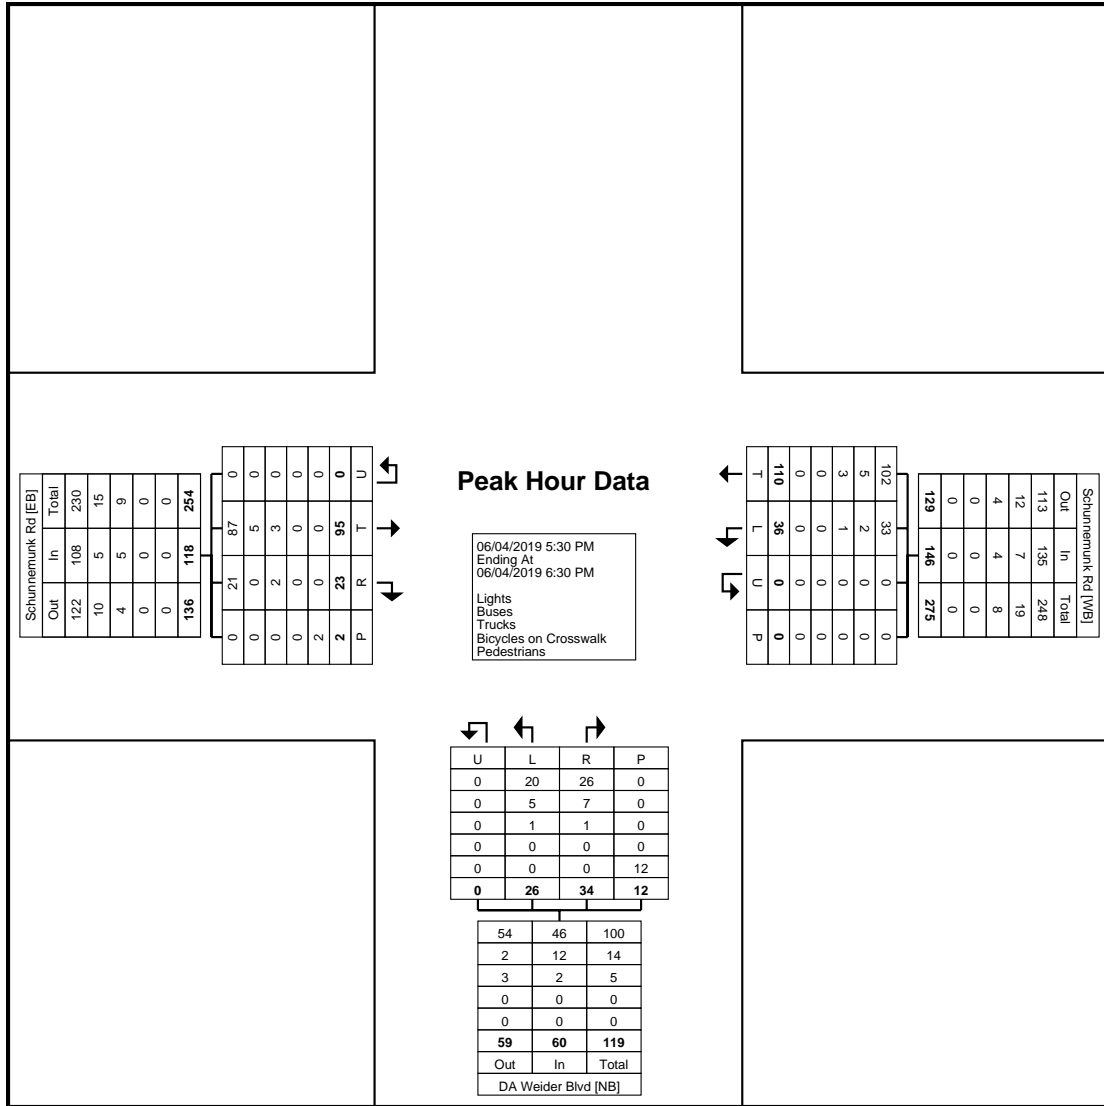 Schunnemunk Rd [EB]
Out In Total
122 108 230
10 5 15
4 5 9
0 0 0
0 0 0
136 118 254
U T R P
0 95 23 2
0 0 0 2
0 0 0 0
0 3 2 0
0 5 0 0
0 87 21 0
Peak Hour Data
06/04/2019 5:30 PM
Ending At
06/04/2019 6:30 PM
Lights
Buses
Trucks
Bicycles on Crosswalk
Pedestrians
Schunnemunk Rd [WB]
Out In Total
113 135 248
12 7 19
4 4 8
0 0 0
0 0 0
129 146 275
102 33 0 0
5 2 0 0
3 1 0 0
0 0 0 0
0 0 0 0
110 36 0 0
T L U P
U L R P
0 20 26 0
0 5 7 0
0 1 1 0
0 0 0 0
0 0 0 12
0 26 34 12
54 46 100
2 12 14
3 2 5
0 0 0
0 0 0
59 60 119
Out In Total
DA Weider Blvd [NB]